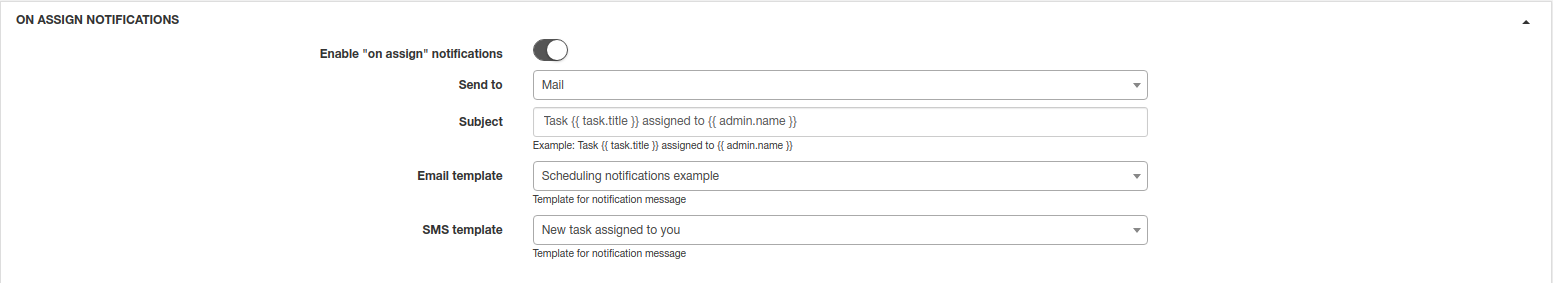 ON ASSIGN NOTIFICATIONS
Enable "on assign" notifications
Send to
Mail
Subject
Task {{ task.title }} assigned to {{ admin.name }}
Example: Task {{ task.title }} assigned to {{ admin.name }}
Email template
Scheduling notifications example
Template for notification message
SMS template
New task assigned to you
Template for notification message